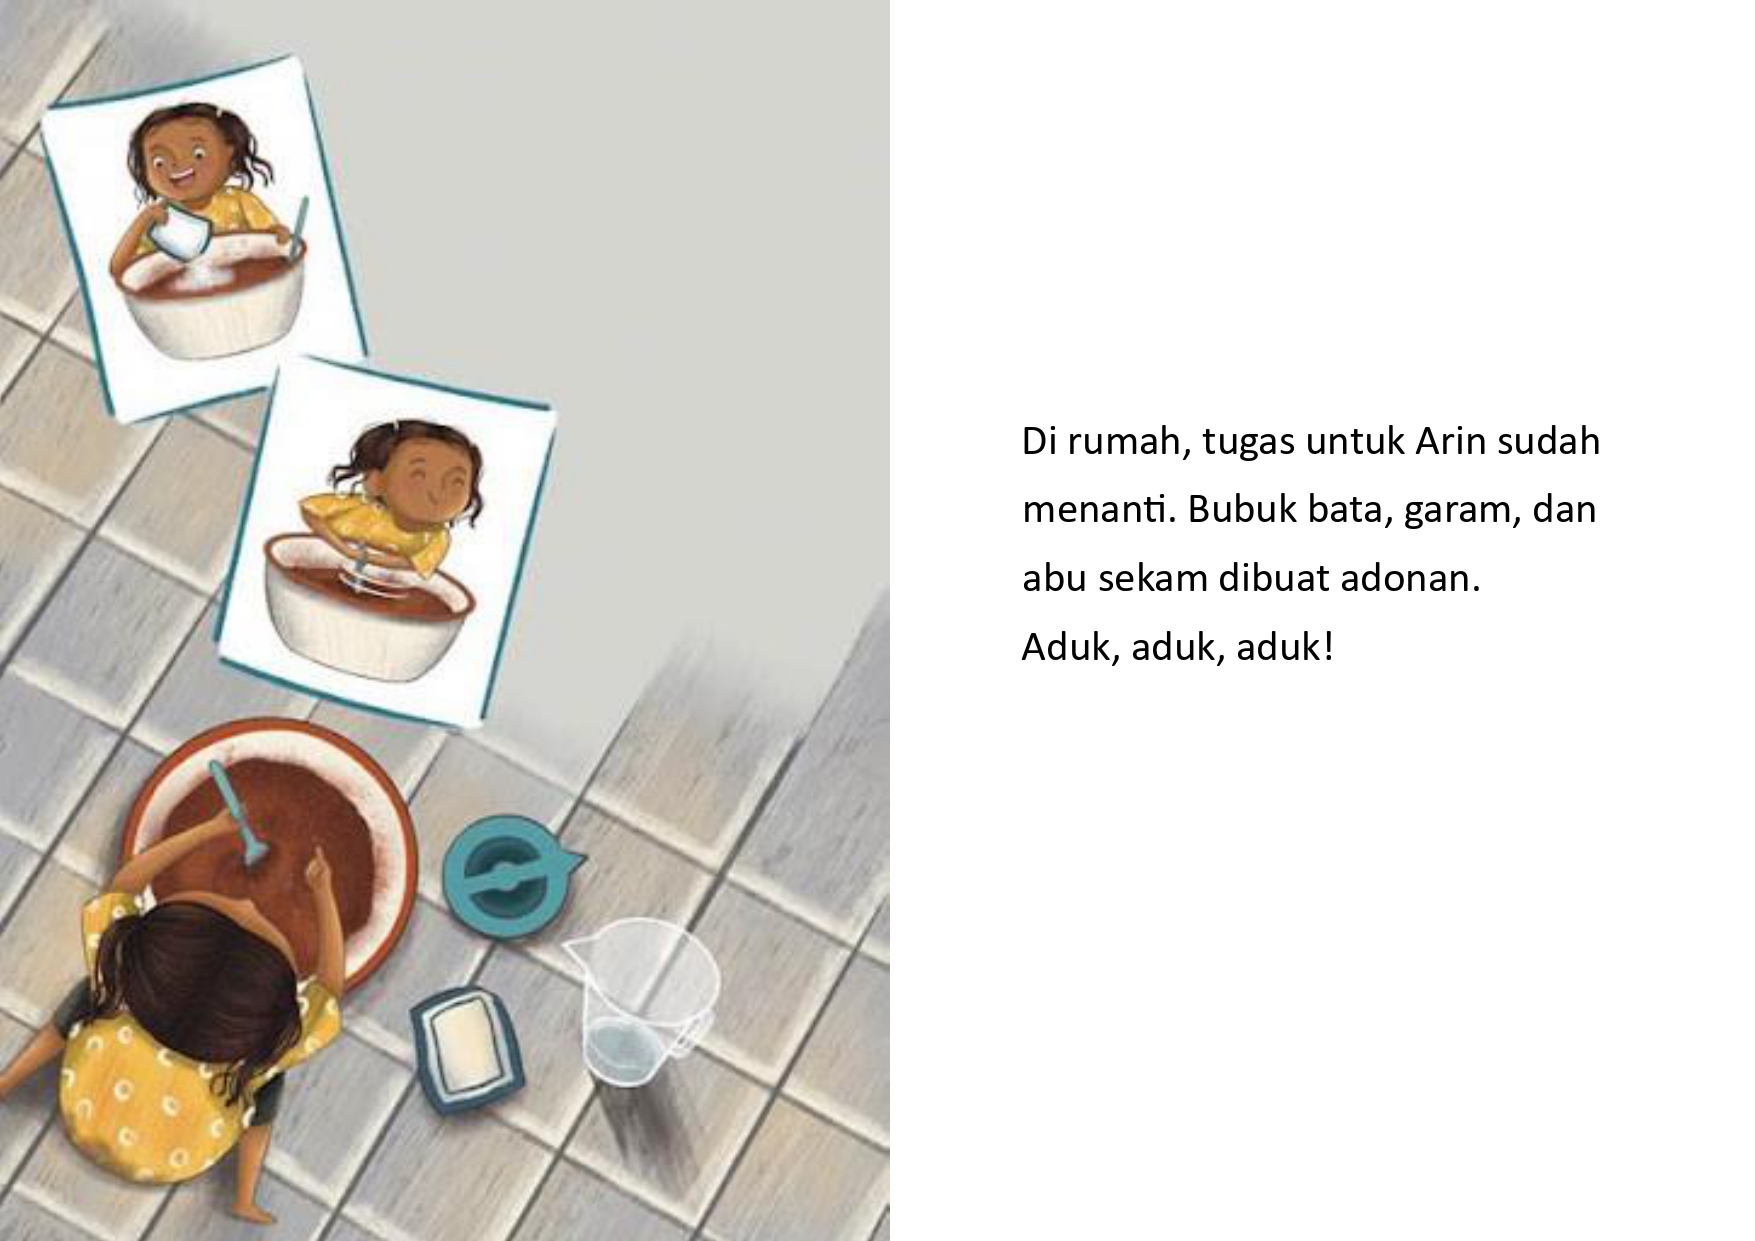 Di rumah, tugas untuk Arin sudah
menanti. Bubuk bata, garam, dan
abu sekam dibuat adonan.
Aduk, aduk, aduk!